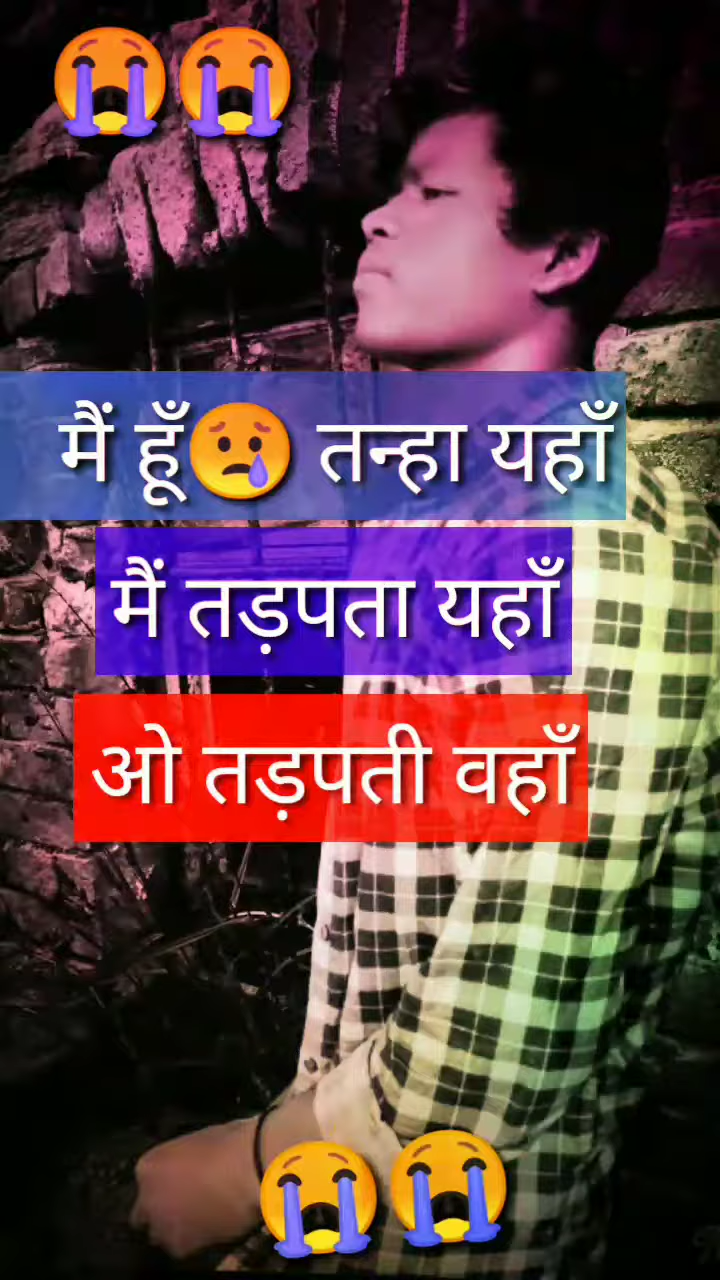 मैं हूँ😢 तन्हा यहाँ
मैं तड़पता यहाँ
ओ तड़पती वहाँ